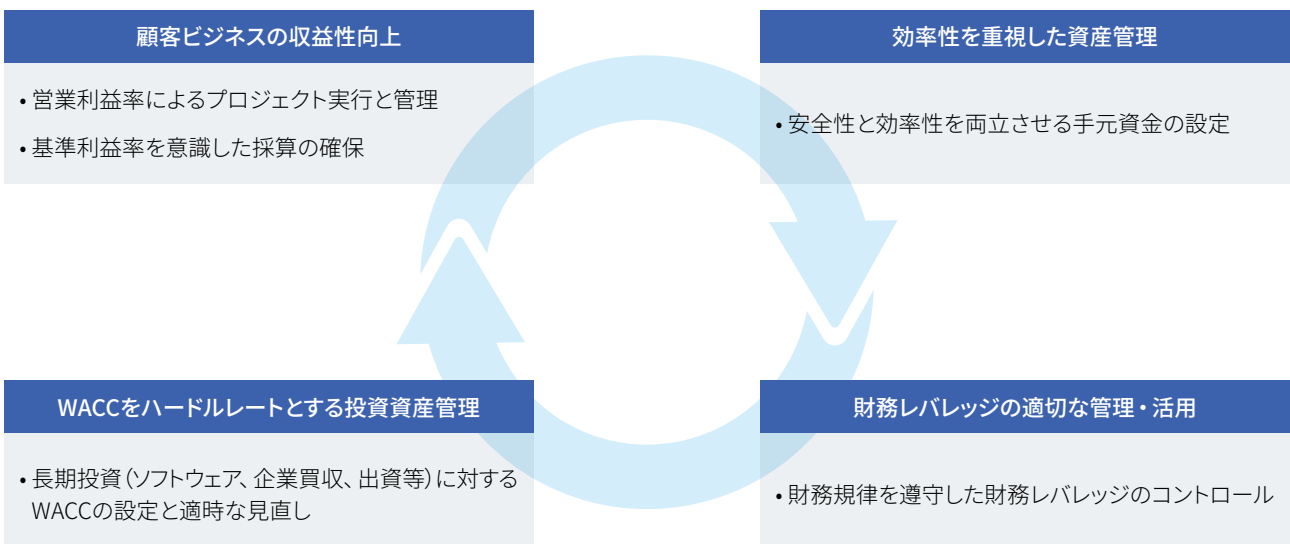 顧客ビジネスの収益性向上
• 営業利益率によるプロジェクト実行と管理
• 基準利益率を意識した採算の確保
効率性を重視した資産管理
• 安全性と効率性を両立させる手元資金の設定
WACCをハードルレートとする投資資産管理
• 長期投資（ソフトウェア、企業買収、出資等）に対する
WACCの設定と適時な見直し
財務レバレッジの適切な管理・活用
• 財務規律を遵守した財務レバレッジのコントロール